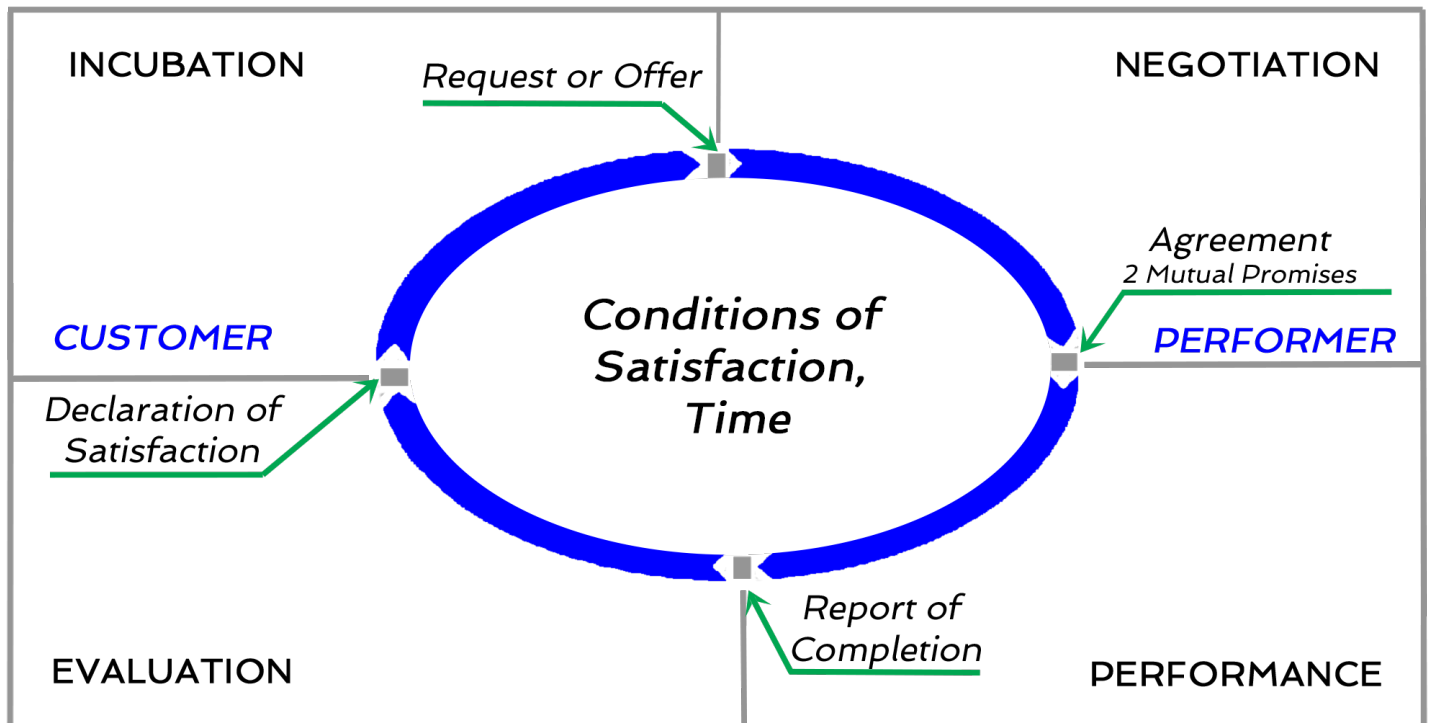 INCUBATION
NEGOTIATION
Request or Offer
Agreement
2 Mutual Promises
CUSTOMER
PERFORMER
Conditions of
Satisfaction,
Time
Declaration of
Satisfaction
Report of
Completion
EVALUATION
PERFORMANCE